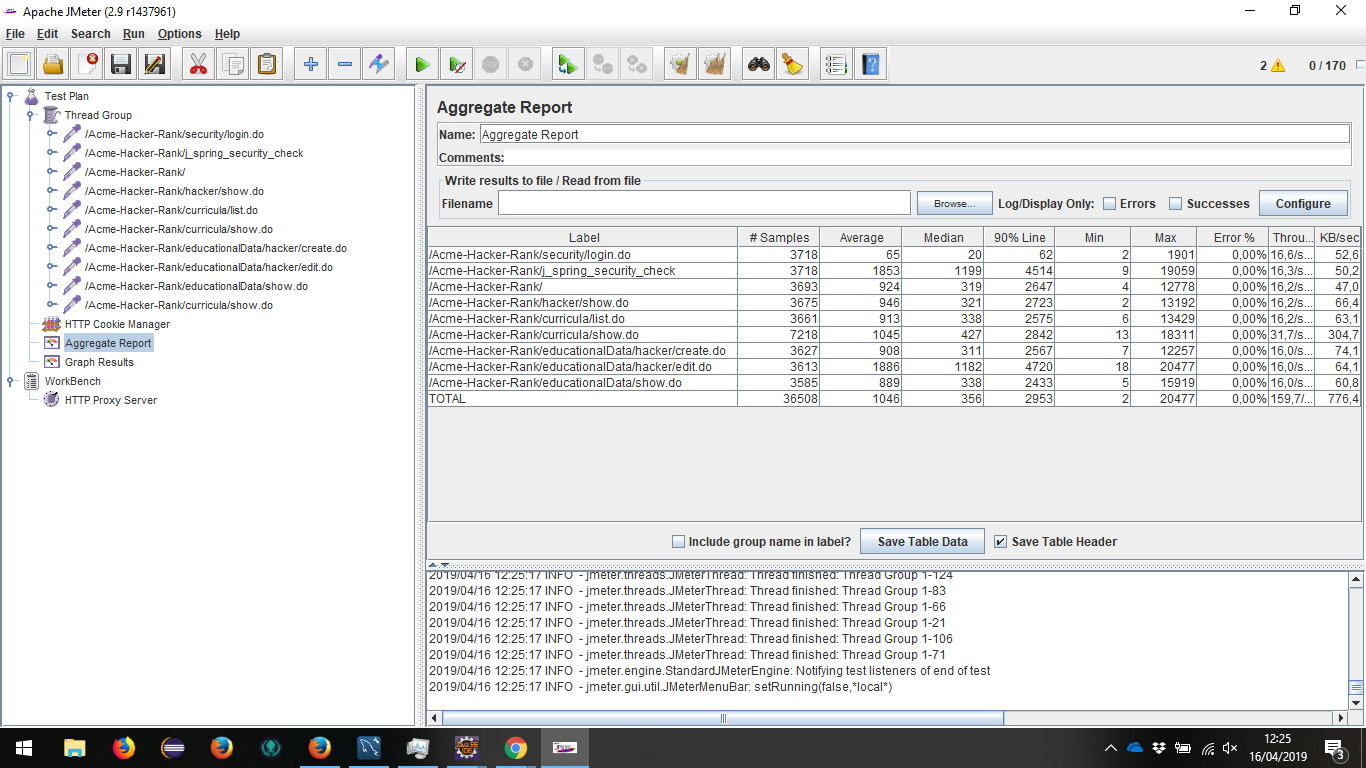 Apache JMeter (2.9 r1437961)
File Edit Search Run Options Help
2 0 / 170
Test Plan
Thread Group
/Acme-Hacker-Rank/security/login.do
/Acme-Hacker-Rank/j_spring_security_check
/Acme-Hacker-Rank/
/Acme-Hacker-Rank/hacker/show.do
/Acme-Hacker-Rank/curricula/list.do
/Acme-Hacker-Rank/curricula/show.do
/Acme-Hacker-Rank/educationalData/hacker/create.do
/Acme-Hacker-Rank/educationalData/hacker/edit.do
/Acme-Hacker-Rank/educationalData/show.do
/Acme-Hacker-Rank/curricula/show.do
HTTP Cookie Manager
Aggregate Report
Graph Results
WorkBench
HTTP Proxy Server
Aggregate Report
Name: Aggregate Report
Comments:
Write results to file / Read from file
Filename Browse... Log/Display Only: Errors Successes Configure
Label # Samples Average Median 90% Line Min Max Error % Throu... KB/sec
/Acme-Hacker-Rank/security/login.do 3718 65 20 62 2 1901 0,00% 16,6/s... 52,6
/Acme-Hacker-Rank/j_spring_security_check 3718 1853 1199 4514 9 19059 0,00% 16,3/s... 50,2
/Acme-Hacker-Rank/ 3693 924 319 2647 4 12778 0,00% 16,2/s... 47,0
/Acme-Hacker-Rank/hacker/show.do 3675 946 321 2723 2 13192 0,00% 16,2/s... 66,4
/Acme-Hacker-Rank/curricula/list.do 3661 913 338 2575 6 13429 0,00% 16,2/s... 63,1
/Acme-Hacker-Rank/curricula/show.do 7218 1045 427 2842 13 18311 0,00% 31,7/s... 304,7
/Acme-Hacker-Rank/educationalData/hacker/create.do 3627 908 311 2567 7 12257 0,00% 16,0/s... 74,1
/Acme-Hacker-Rank/educationalData/hacker/edit.do 3613 1886 1182 4720 18 20477 0,00% 16,0/s... 64,1
/Acme-Hacker-Rank/educationalData/show.do 3585 889 338 2433 5 15919 0,00% 16,0/s... 60,8
TOTAL 36508 1046 356 2953 2 20477 0,00% 159,7/... 776,4
Include group name in label? Save Table Data Save Table Header
2019/04/16 12:25:17 INFO - jmeter.threads.JMeterThread: Thread finished: Thread Group 1-124
2019/04/16 12:25:17 INFO - jmeter.threads.JMeterThread: Thread finished: Thread Group 1-83
2019/04/16 12:25:17 INFO - jmeter.threads.JMeterThread: Thread finished: Thread Group 1-66
2019/04/16 12:25:17 INFO - jmeter.threads.JMeterThread: Thread finished: Thread Group 1-21
2019/04/16 12:25:17 INFO - jmeter.threads.JMeterThread: Thread finished: Thread Group 1-106
2019/04/16 12:25:17 INFO - jmeter.threads.JMeterThread: Thread finished: Thread Group 1-71
2019/04/16 12:25:17 INFO - jmeter.engine.StandardJMeterEngine: Notifying test listeners of end of test
2019/04/16 12:25:17 INFO - jmeter.gui.util.JMeterMenuBar: setRunning(false,*local*)
12:25
16/04/2019
3